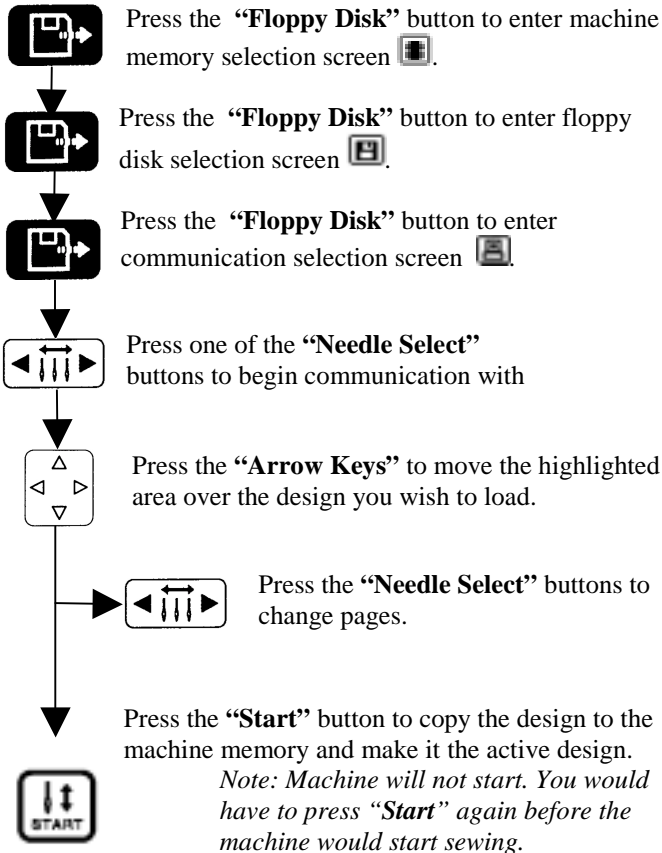 Press the “Floppy Disk” button to enter machine
memory selection screen .
Press the “Floppy Disk” button to enter floppy
disk selection screen .
Press the “Floppy Disk” button to enter
communication selection screen .
Press one of the “Needle Select”
buttons to begin communication with
Press the “Arrow Keys” to move the highlighted
area over the design you wish to load.
Press the “Needle Select” buttons to
change pages.
Press the “Start” button to copy the design to the
machine memory and make it the active design.
Note: Machine will not start. You would
have to press “Start” again before the
machine would start sewing.
START